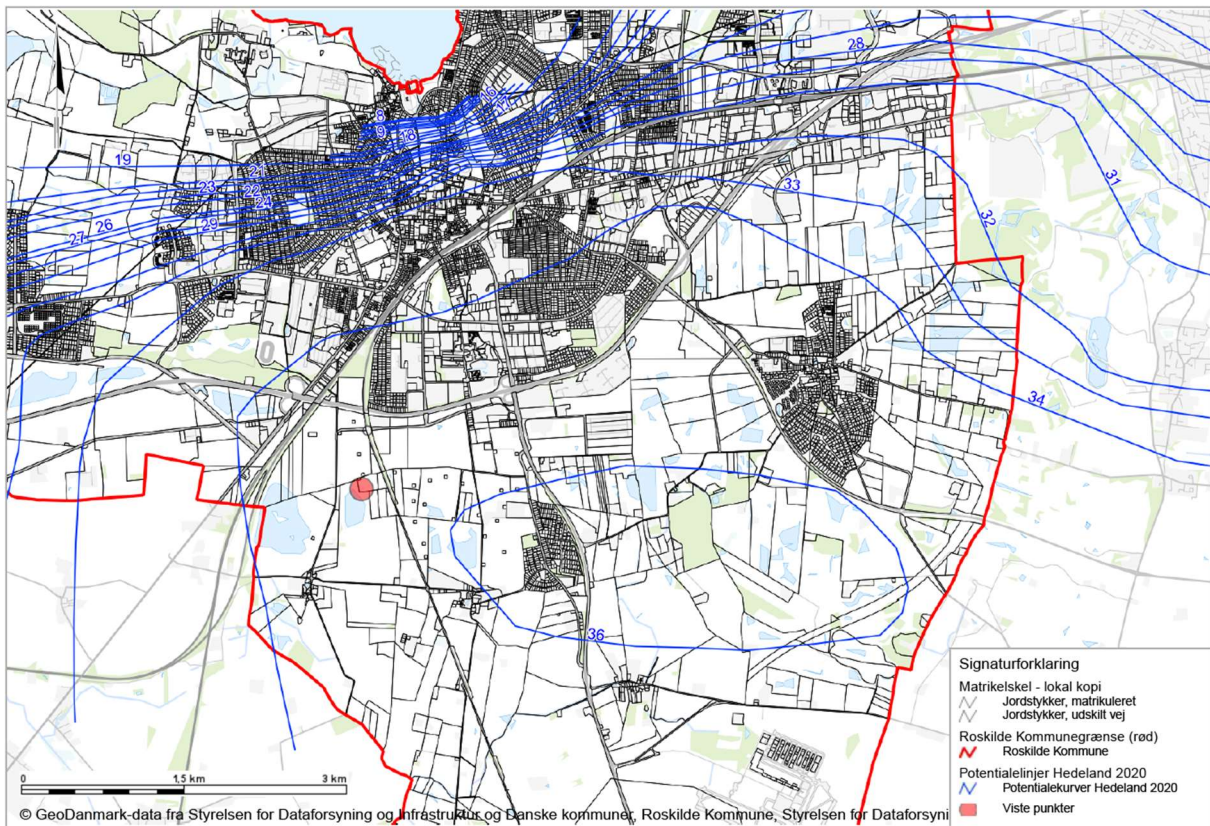 28
16
17
8
9
18
31
19
21
23
22
24
33
32
26
27
29
34
36
0
0 1,5 km 3 km
© GeoDanmark-data fra Styrelsen for Dataforsyning og Infrastruktur og Danske kommuner, Roskilde Kommune, Styrelsen for Dataforsyni
Signaturforklaring
Matrikelskel - lokal kopi
Jordstykker, matrikuleret
Jordstykker, udskilt vej
Roskilde Kommunegrænse (rød)
Roskilde Kommune
Potentialelinjer Hedeland 2020
Potentialekurver Hedeland 2020
Viste punkter